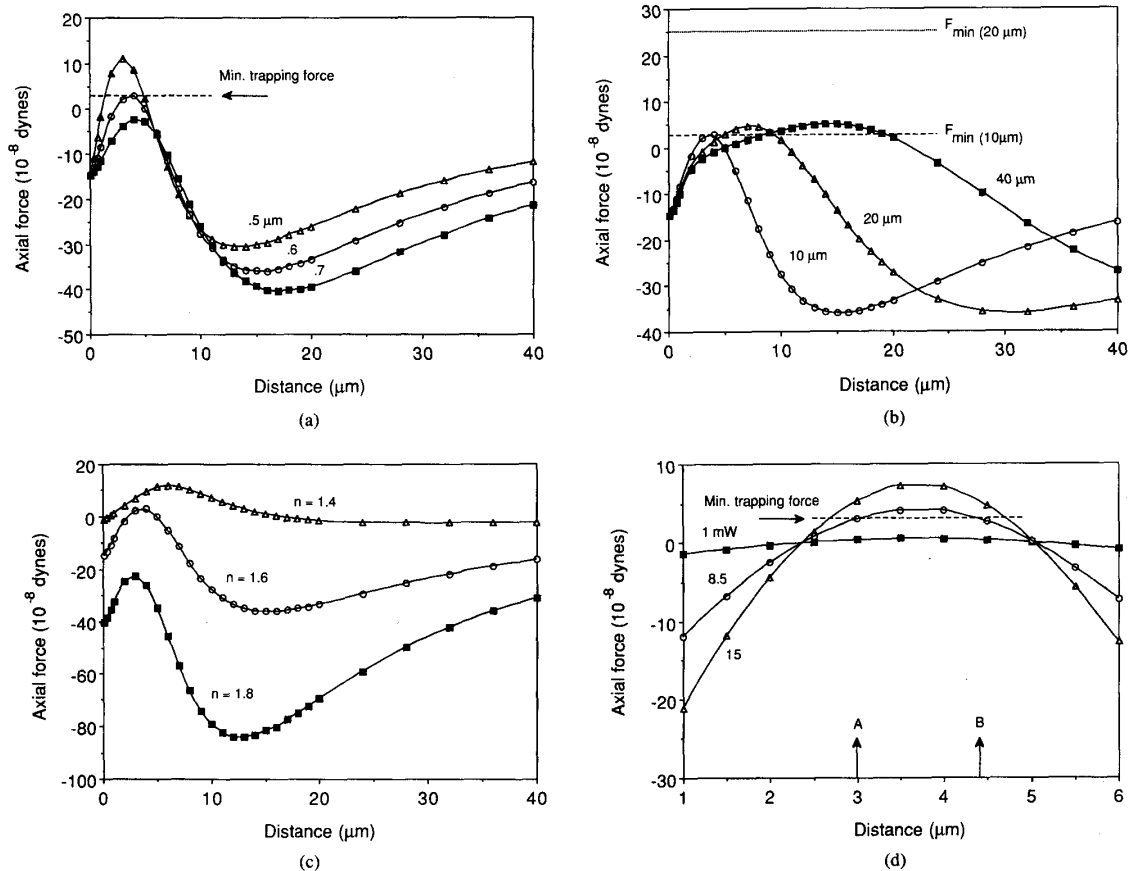 20
10
0
-10
-20
-30
-40
-50
Axial force (10⁻⁸ dynes)
Min. trapping force
.5 μm
.6
.7
0 10 20 30 40
Distance (μm)
(a)
30
20
10
0
-10
-20
-30
-40
Axial force (10⁻⁸ dynes)
Fmin (20 μm)
Fmin (10μm)
40 μm
20 μm
10 μm
0 10 20 30 40
Distance (μm)
(b)
20
0
-20
-40
-60
-80
-100
Axial force (10⁻⁸ dynes)
n = 1.4
n = 1.6
n = 1.8
0 10 20 30 40
Distance (μm)
(c)
10
0
-10
-20
-30
Axial force (10⁻⁸ dynes)
Min. trapping force
1 mW
8.5
15
A B
1 2 3 4 5 6
Distance (μm)
(d)